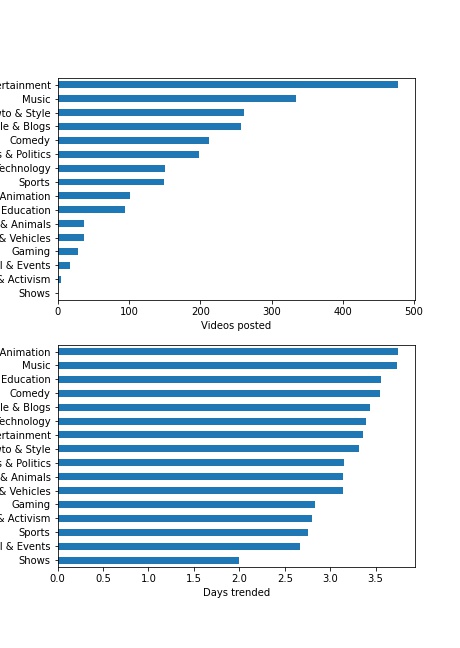 ertainment
Music
to & Style
le & Blogs
Comedy
s & Politics
echnology
Sports
Animation
Education
& Animals
& Vehicles
Gaming
l & Events
& Activism
Shows
0 100 200 300 400 500
Videos posted
Animation
Music
Education
Comedy
le & Blogs
echnology
ertainment
to & Style
s & Politics
& Animals
& Vehicles
Gaming
& Activism
Sports
l & Events
Shows
0.0 0.5 1.0 1.5 2.0 2.5 3.0 3.5
Days trended